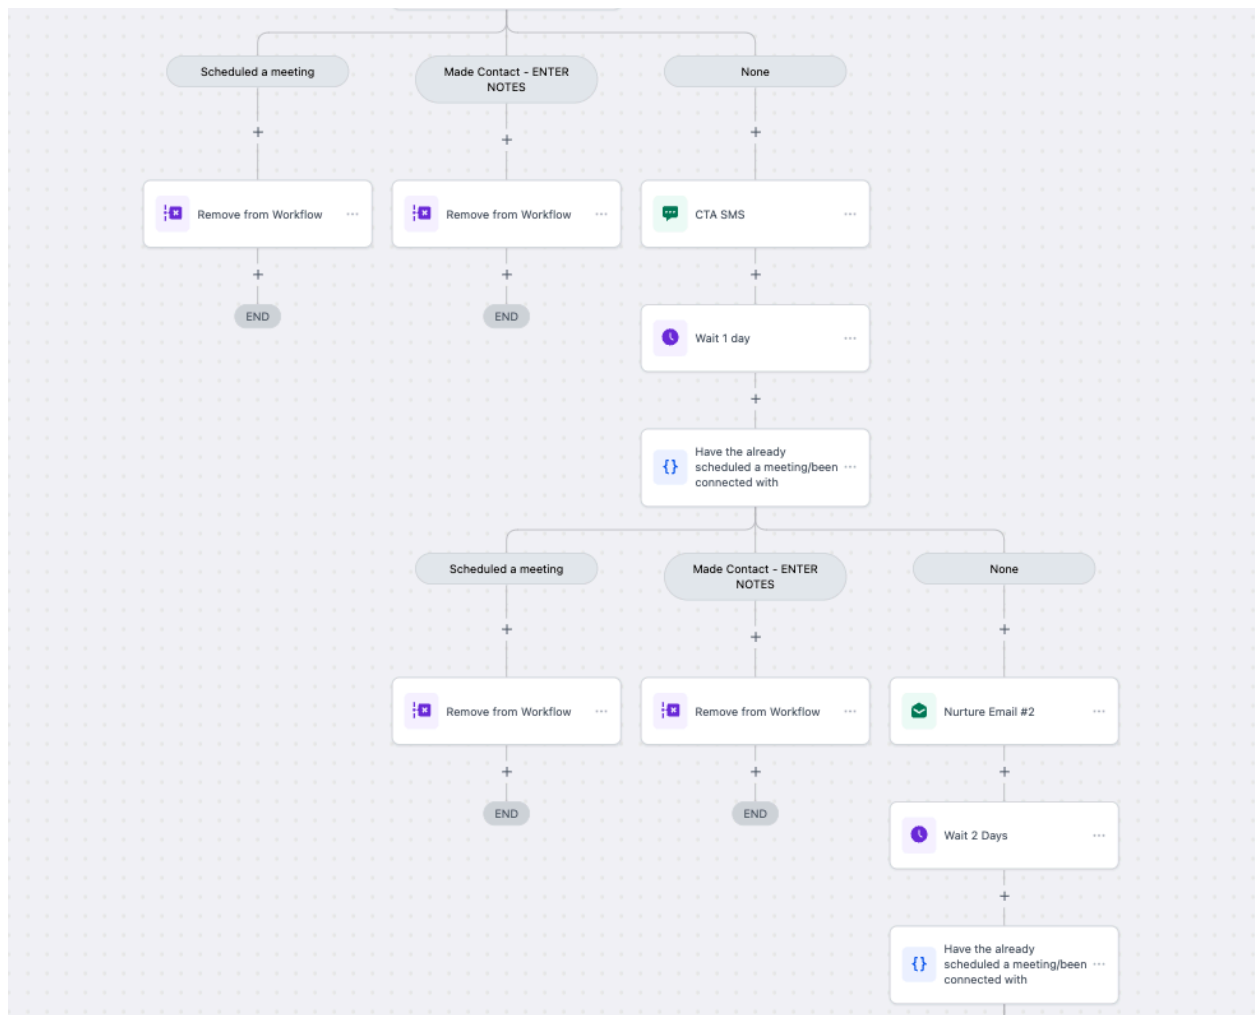 Scheduled a meeting
Made Contact - ENTER
NOTES
None
Remove from Workflow
Remove from Workflow
CTA SMS
END
END
Wait 1 day
Have the already
scheduled a meeting/been
connected with
Scheduled a meeting
Made Contact - ENTER
NOTES
None
Remove from Workflow
Remove from Workflow
Nurture Email #2
END
END
Wait 2 Days
Have the already
scheduled a meeting/been
connected with